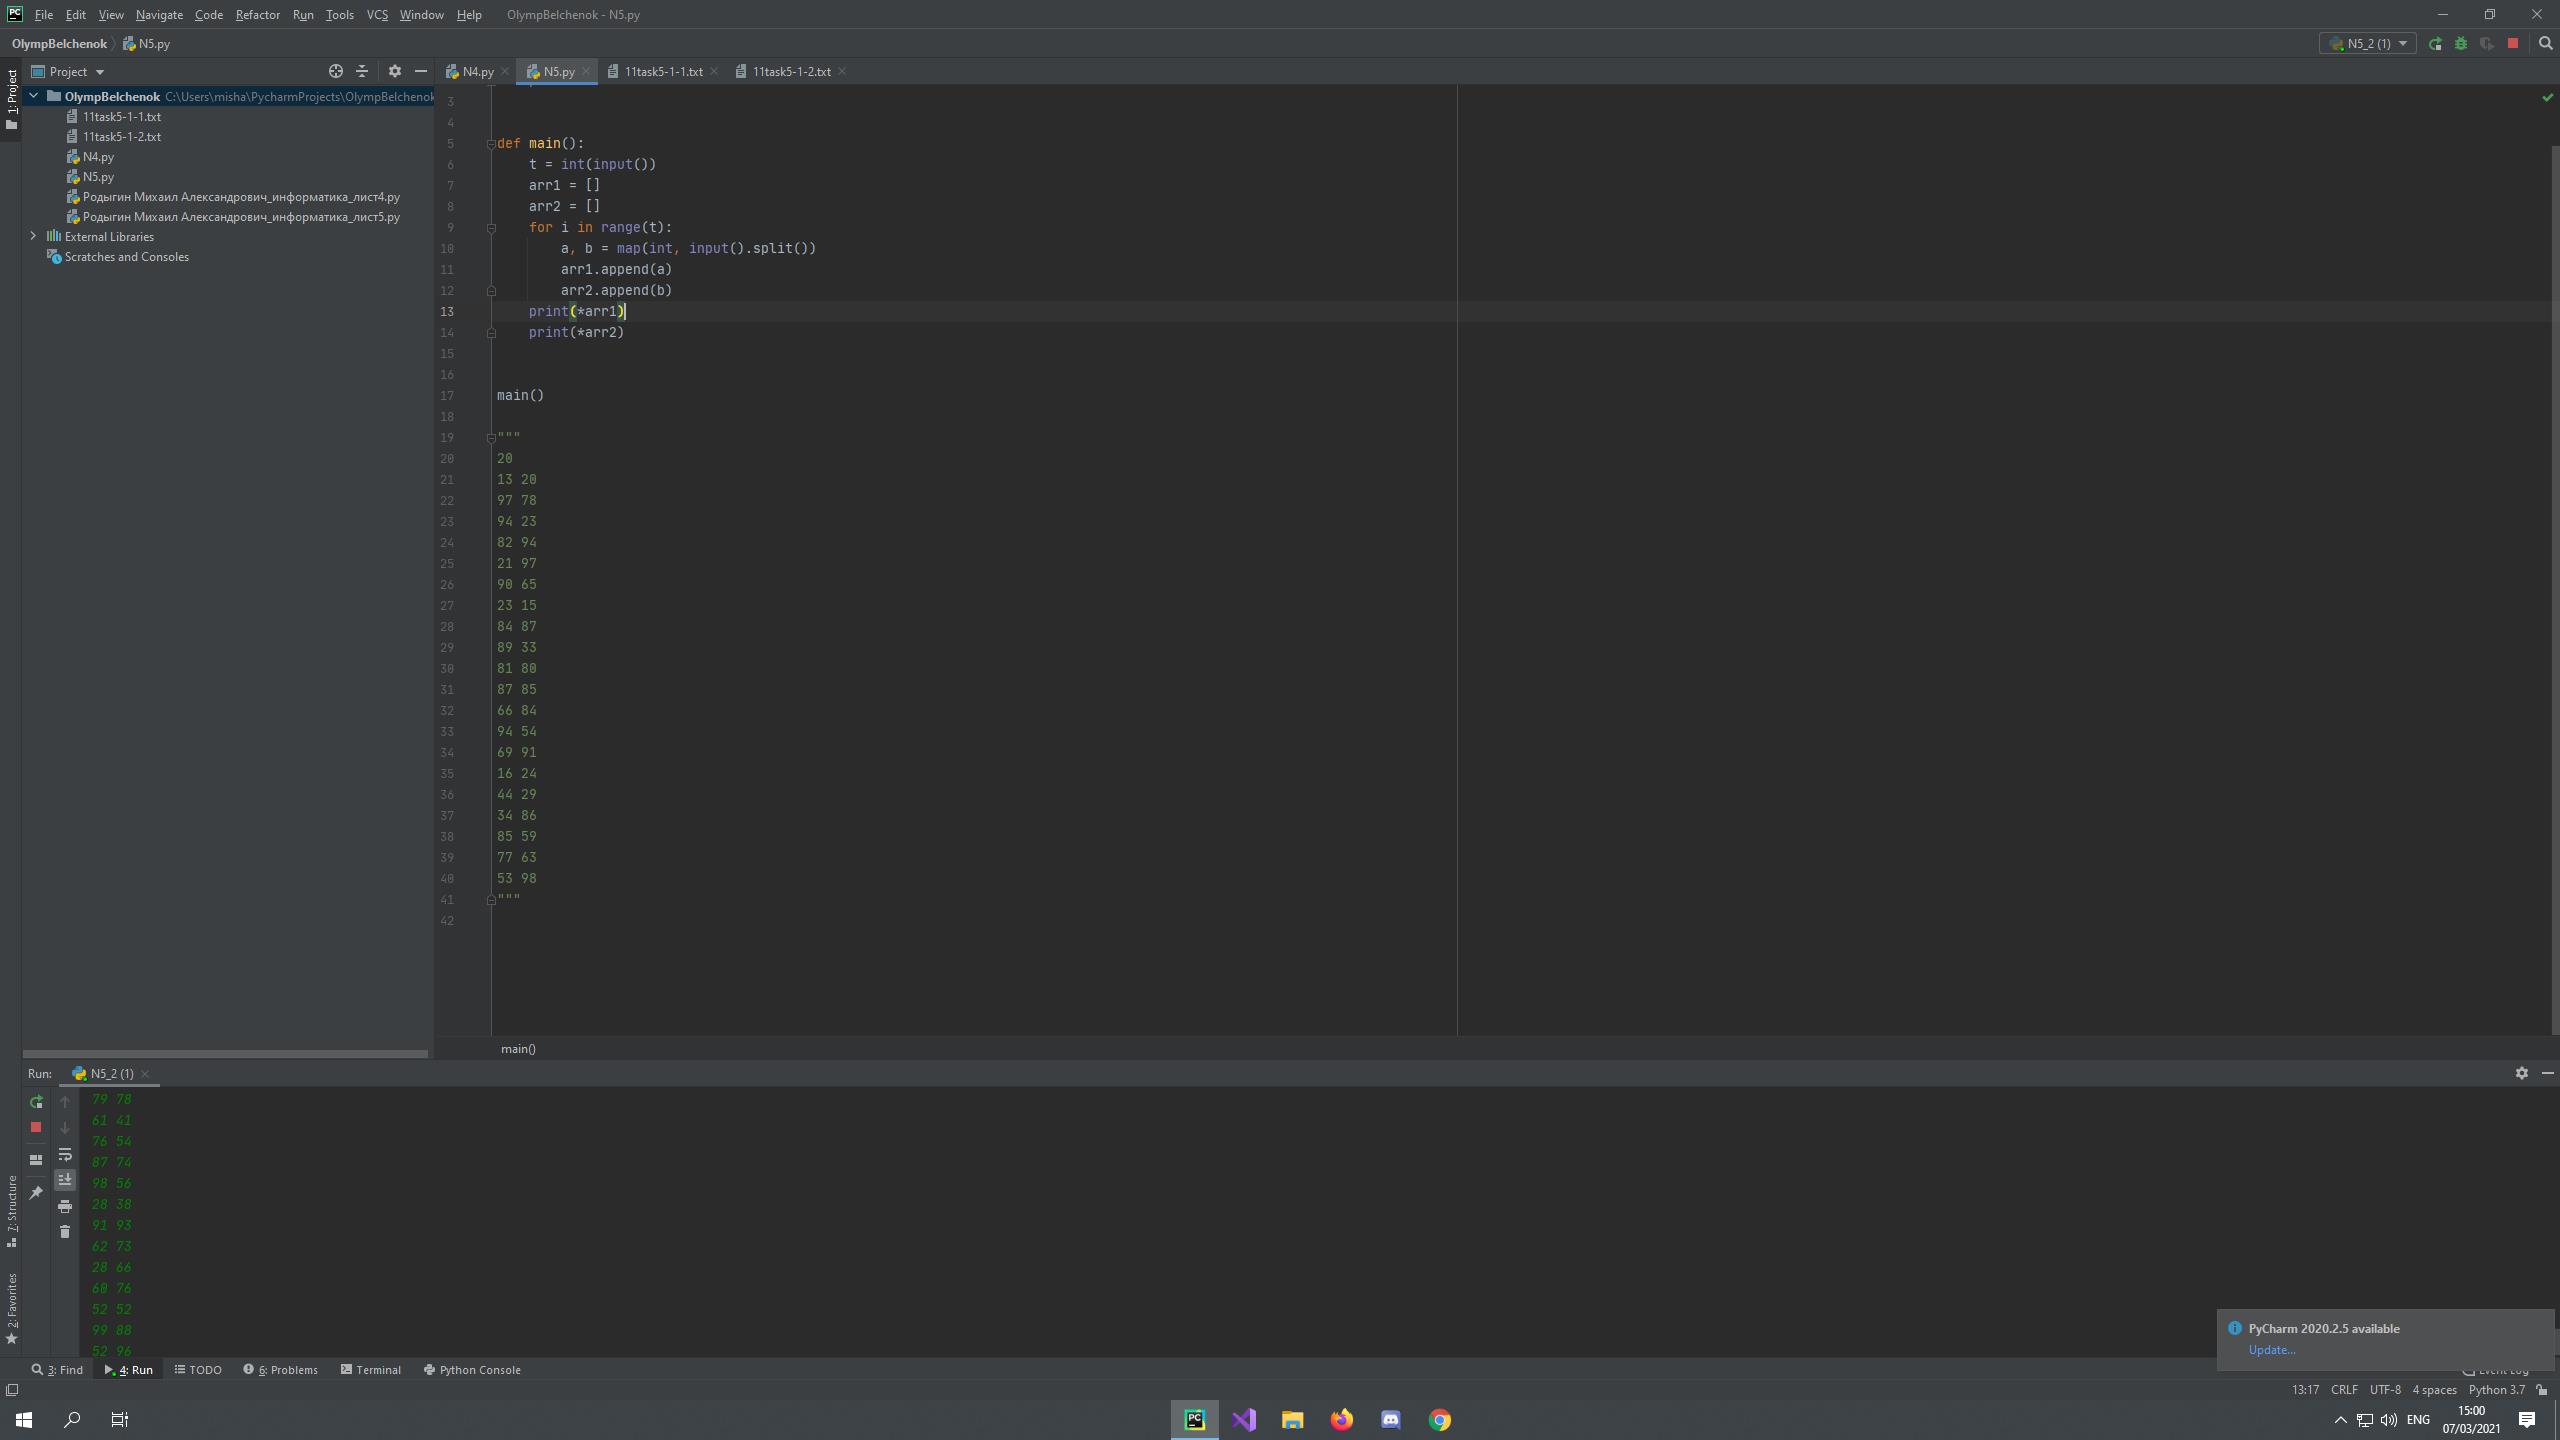 File Edit View Navigate Code Refactor Run Tools VCS Window Help OlympBelchenok - N5.py
OlympBelchenok N5.py
N5_2 (1)
Project
N4.py N5.py 11task5-1-1.txt 11task5-1-2.txt
1: Project
OlympBelchenok C:\Users\misha\PycharmProjects\OlympBelchenok
11task5-1-1.txt
11task5-1-2.txt
N4.py
N5.py
Родыгин Михаил Александрович_информатика_лист4.py
Родыгин Михаил Александрович_информатика_лист5.py
External Libraries
Scratches and Consoles
3
4
5 def main():
6 t = int(input())
7 arr1 = []
8 arr2 = []
9 for i in range(t):
10 a, b = map(int, input().split())
11 arr1.append(a)
12 arr2.append(b)
13 print(*arr1)
14 print(*arr2)
15
16
17 main()
18
19 """
20 20
21 13 20
22 97 78
23 94 23
24 82 94
25 21 97
26 90 65
27 23 15
28 84 87
29 89 33
30 81 80
31 87 85
32 66 84
33 94 54
34 69 91
35 16 24
36 44 29
37 34 86
38 85 59
39 77 63
40 53 98
41 """
42
main()
Run: N5_2 (1)
79 78
61 41
76 54
87 74
98 56
28 38
91 93
62 73
28 66
60 76
52 52
99 88
52 96
7: Structure
2: Favorites
PyCharm 2020.2.5 available
Update...
3: Find 4: Run TODO 6: Problems Terminal Python Console Event Log
13:17 CRLF UTF-8 4 spaces Python 3.7
PC
ENG
15:00
07/03/2021